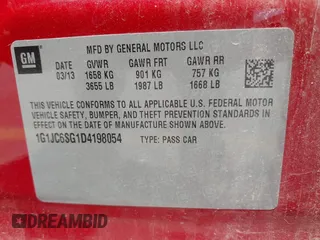 GM
MFD BY GENERAL MOTORS LLC
DATE GVWR GAWR FRT GAWR RR
03/13 1658 KG 901 KG 757 KG
3655 LB 1987 LB 1668 LB
THIS VEHICLE CONFORMS TO ALL APPLICABLE U.S. FEDERAL MOTOR
VEHICLE SAFETY, BUMPER, AND THEFT PREVENTION STANDARDS IN
EFFECT ON THE DATE OF MANUFACTURE SHOWN ABOVE.
1G1JC6SG1D4198054 TYPE: PASS CAR
ClearCars.com